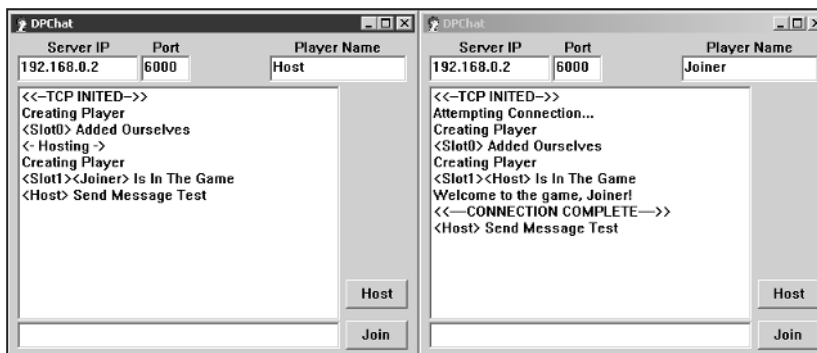 DPChat
Server IP Port Player Name
192.168.0.2 6000 Host
<<–TCP INITED–>>
Creating Player
<Slot0> Added Ourselves
<- Hosting ->
Creating Player
<Slot1><Joiner> Is In The Game
<Host> Send Message Test
Host
Join
DPChat
Server IP Port Player Name
192.168.0.2 6000 Joiner
<<–TCP INITED–>>
Attempting Connection...
Creating Player
<Slot0> Added Ourselves
Creating Player
<Slot1><Host> Is In The Game
Welcome to the game, Joiner!
<<—CONNECTION COMPLETE—>>
<Host> Send Message Test
Host
Join